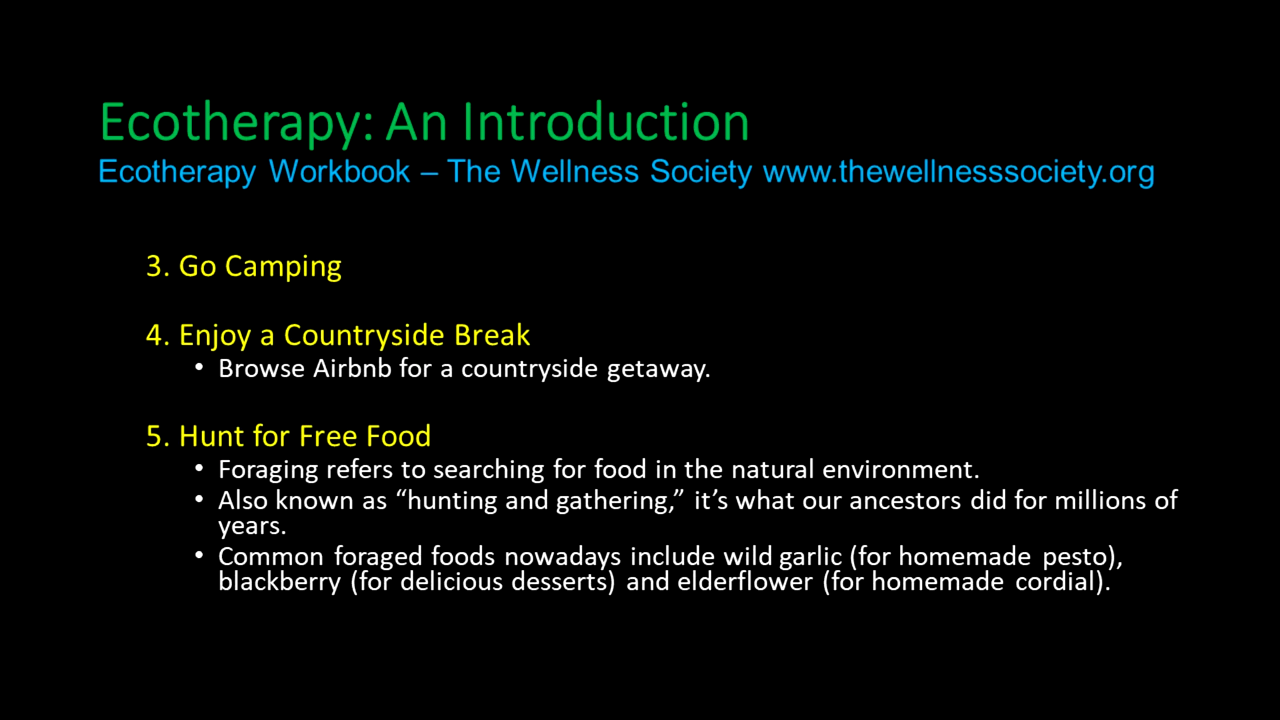 Ecotherapy: An Introduction
Ecotherapy Workbook – The Wellness Society www.thewellnesssociety.org
3. Go Camping
4. Enjoy a Countryside Break
• Browse Airbnb for a countryside getaway.
5. Hunt for Free Food
• Foraging refers to searching for food in the natural environment.
• Also known as “hunting and gathering,” it’s what our ancestors did for millions of
years.
• Common foraged foods nowadays include wild garlic (for homemade pesto),
blackberry (for delicious desserts) and elderflower (for homemade cordial).